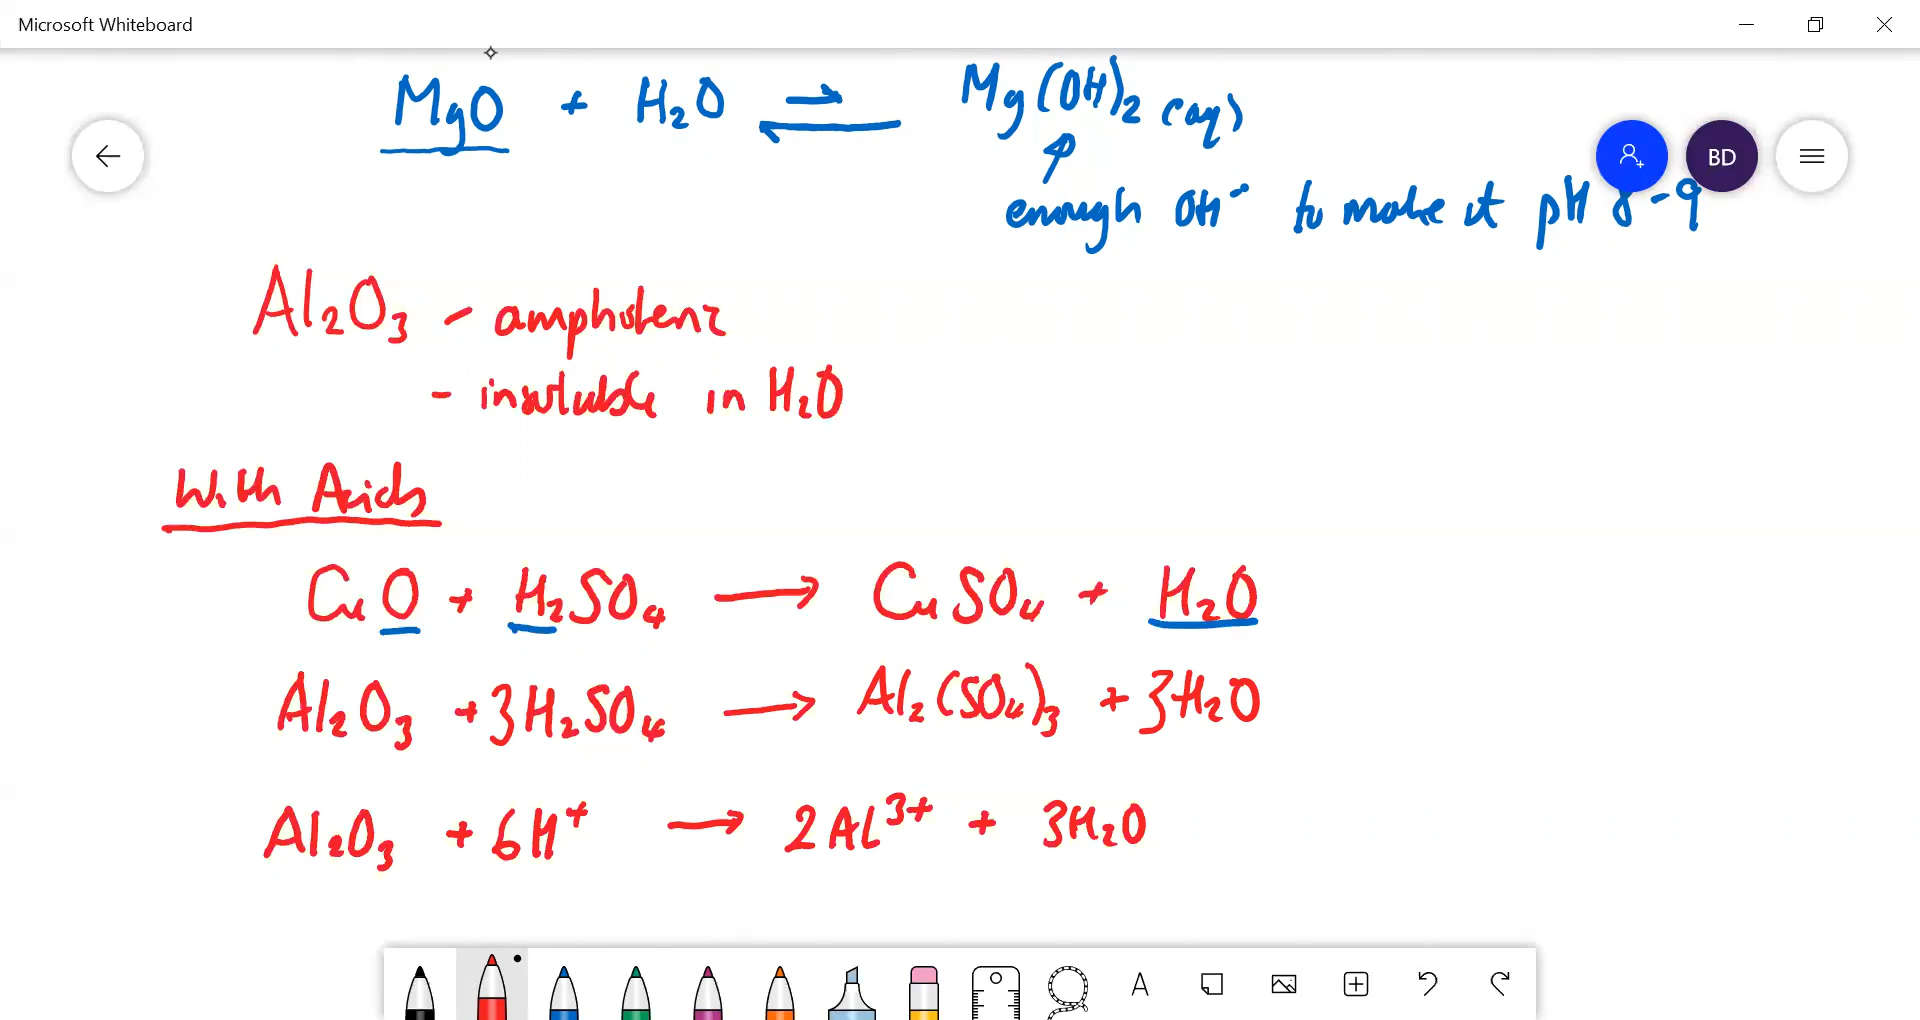 Microsoft Whiteboard
MgO + H₂O ⇌ Mg(OH)₂ (aq)
BD
enough OH⁻ to make it pH 8-9
Al₂O₃ - amphoteric
- insoluble in H₂O
With Acids
CuO + H₂SO₄ → CuSO₄ + H₂O
Al₂O₃ + 3H₂SO₄ → Al₂(SO₄)₃ + 3H₂O
Al₂O₃ + 6H⁺ → 2Al³⁺ + 3H₂O
A